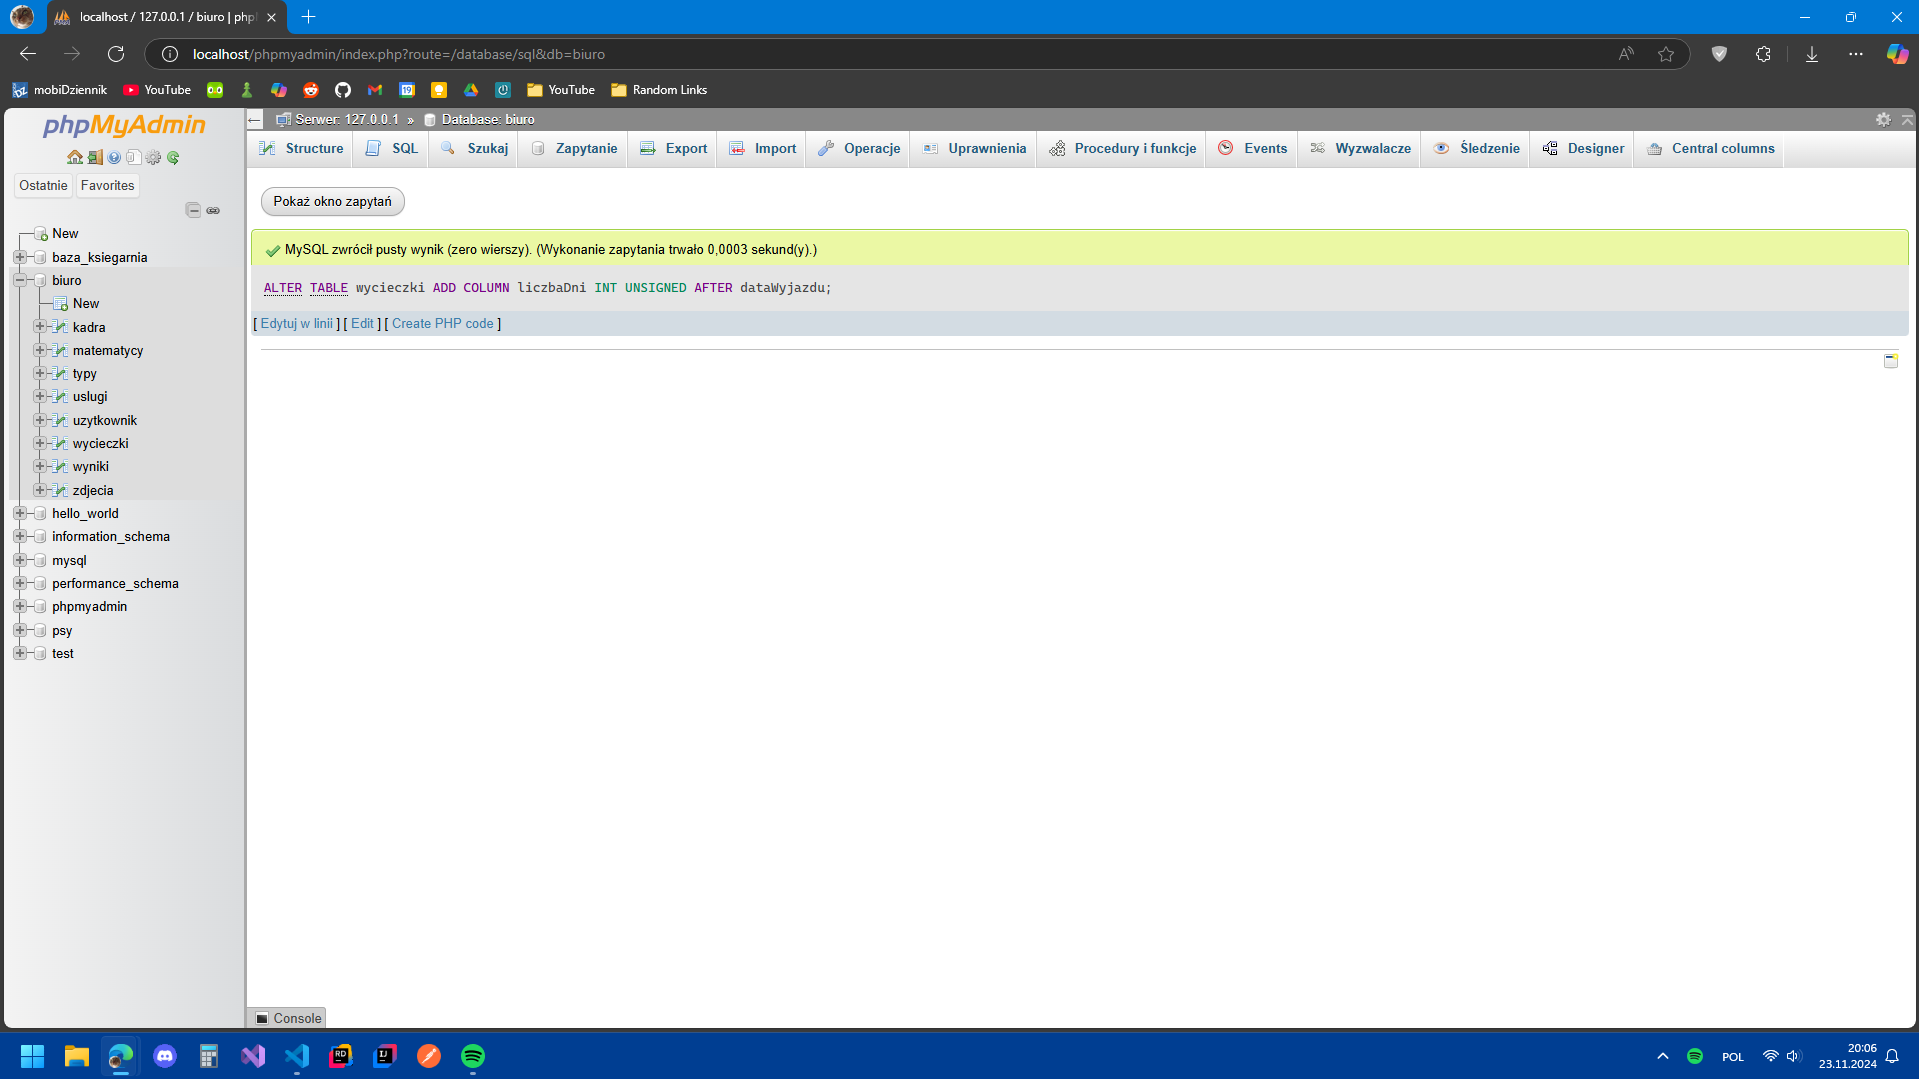 localhost / 127.0.0.1 / biuro | php
localhost/phpmyadmin/index.php?route=/database/sql&db=biuro
mobiDziennik YouTube YouTube Random Links
phpMyAdmin
Ostatnie Favorites
New
baza_ksiegarnia
biuro
New
kadra
matematycy
typy
uslugi
uzytkownik
wycieczki
wyniki
zdjecia
hello_world
information_schema
mysql
performance_schema
phpmyadmin
psy
test
Serwer: 127.0.0.1 » Database: biuro
Structure SQL Szukaj Zapytanie Export Import Operacje Uprawnienia Procedury i funkcje Events Wyzwalacze Śledzenie Designer Central columns
Pokaż okno zapytań
MySQL zwrócił pusty wynik (zero wierszy). (Wykonanie zapytania trwało 0,0003 sekund(y).)
ALTER TABLE wycieczki ADD COLUMN liczbaDni INT UNSIGNED AFTER dataWyjazdu;
[ Edytuj w linii ] [ Edit ] [ Create PHP code ]
Console
POL
20:06
23.11.2024